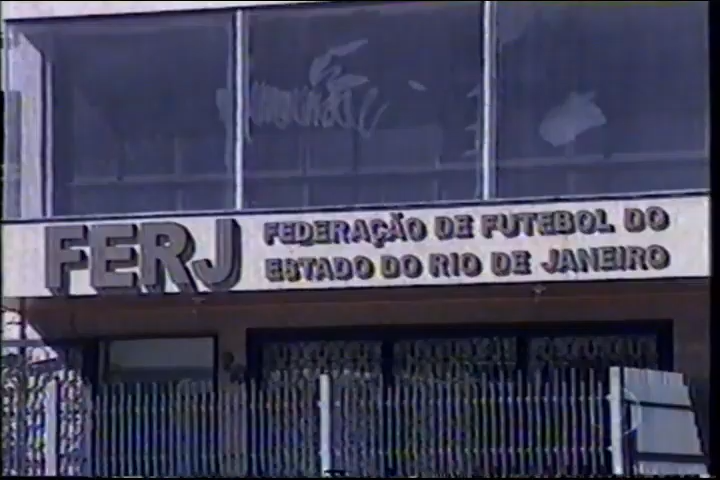 FERJ
FEDERAÇÃO DE FUTEBOL DO
ESTADO DO RIO DE JANEIRO